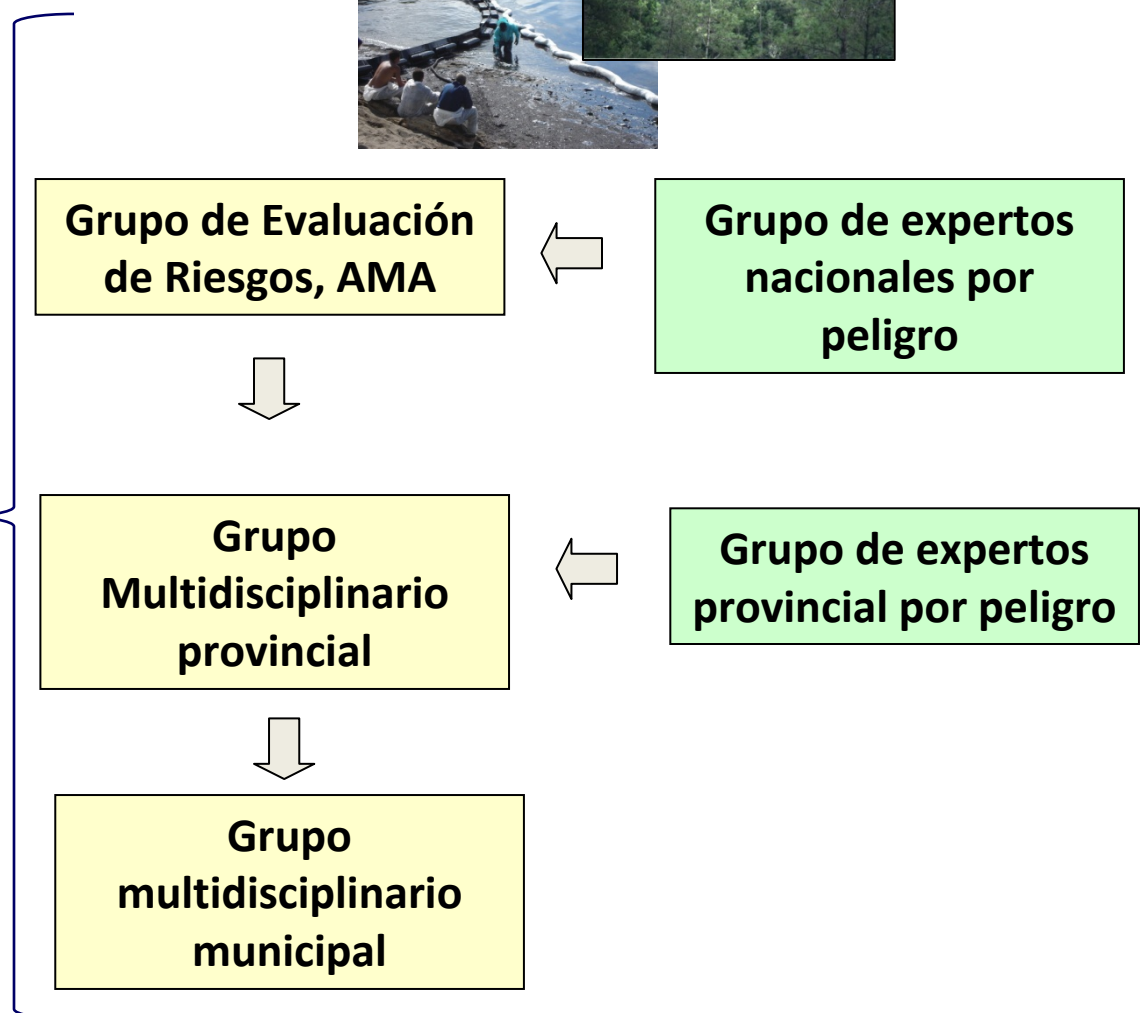 Grupo de Evaluación
de Riesgos, AMA
Grupo de expertos
nacionales por
peligro
Grupo
Multidisciplinario
provincial
Grupo de expertos
provincial por peligro
Grupo
multidisciplinario
municipal